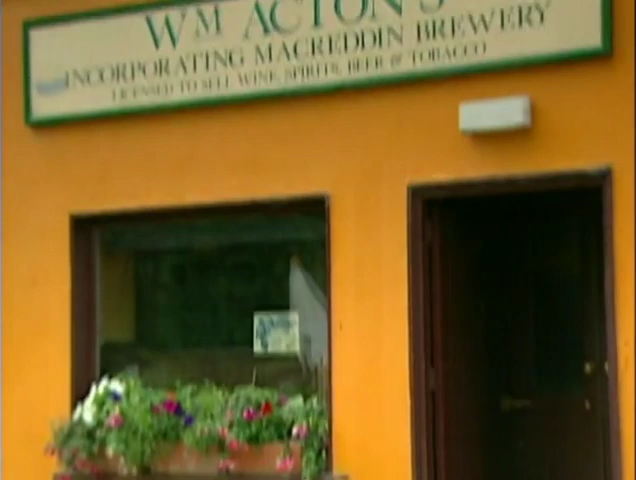 WM ACTON'S
INCORPORATING MACREDDIN BREWERY
LICENSED TO SELL WINE, SPIRITS, BEER & TOBACCO